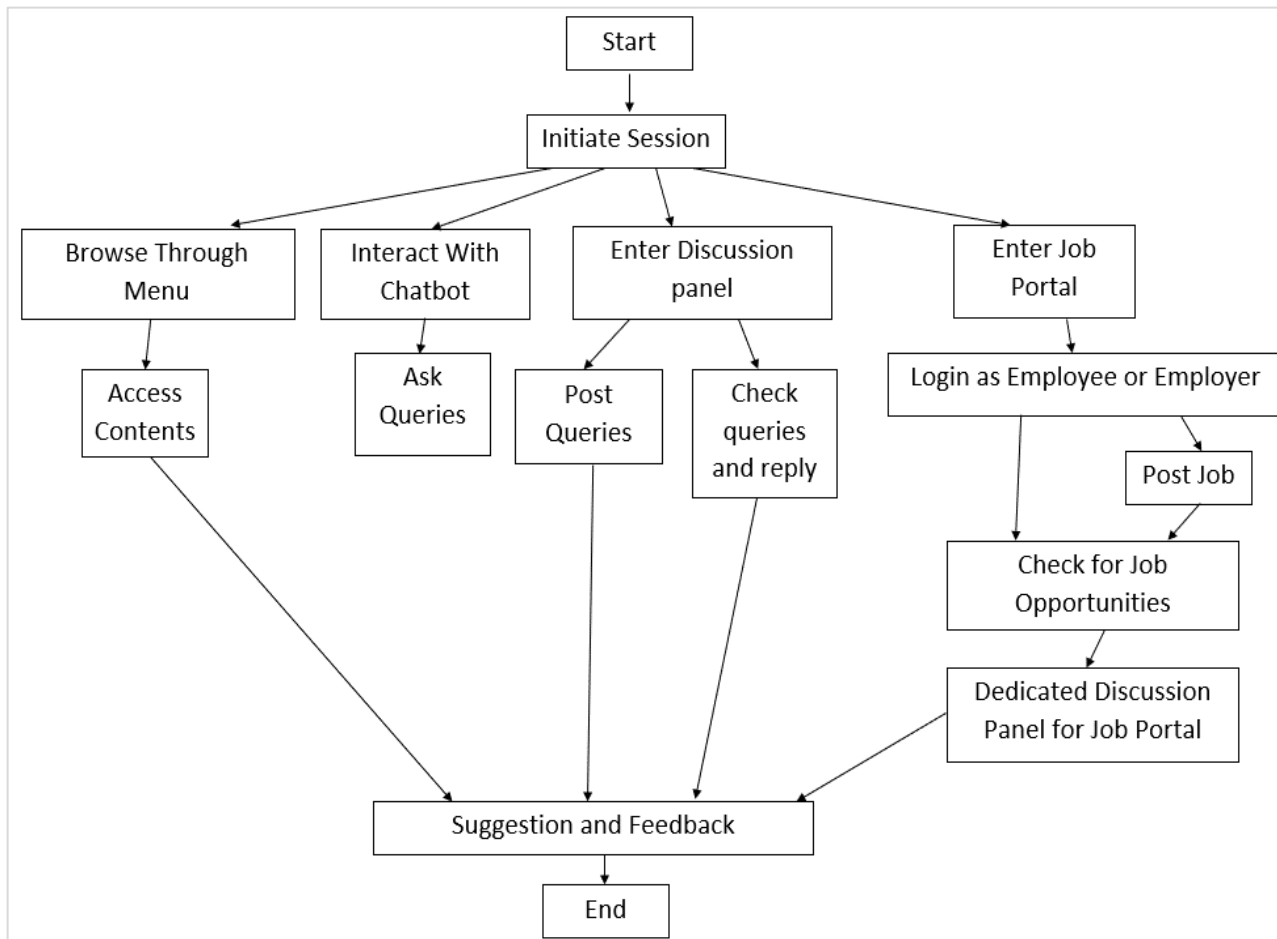 Start
Initiate Session
Browse Through
Menu
Interact With
Chatbot
Enter Discussion
panel
Enter Job
Portal
Access
Contents
Ask
Queries
Post
Queries
Check
queries
and reply
Login as Employee or Employer
Post Job
Check for Job
Opportunities
Dedicated Discussion
Panel for Job Portal
Suggestion and Feedback
End